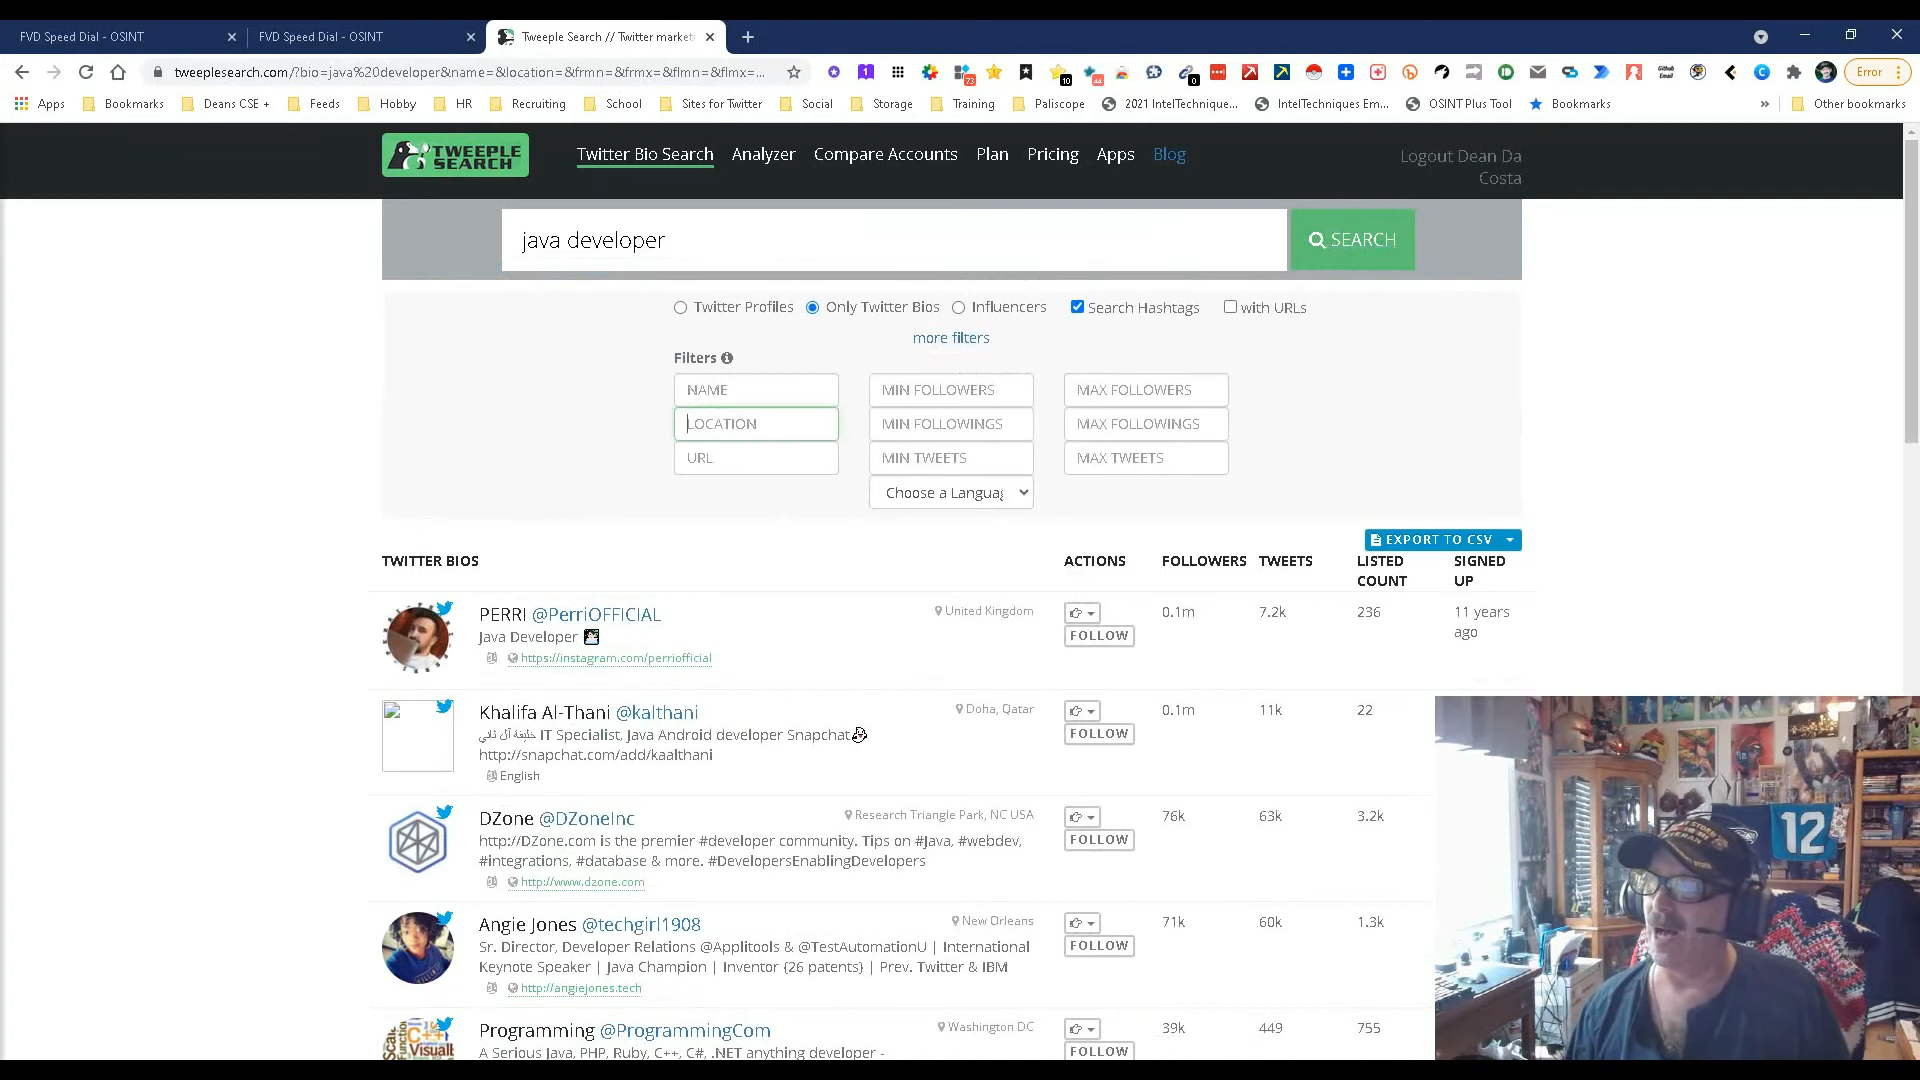 FVD Speed Dial - OSINT
FVD Speed Dial - OSINT
Tweeple Search // Twitter market
tweeplesearch.com/?bio=java%20developer&name=&location=&frmn=&frmx=&flmn=&flmx=...
Error
Apps
Bookmarks
Deans CSE +
Feeds
Hobby
HR
Recruiting
School
Sites for Twitter
Social
Storage
Training
Paliscope
2021 IntelTechnique...
IntelTechniques Em...
OSINT Plus Tool
Bookmarks
»
Other bookmarks
TWEEPLE
SEARCH
Twitter Bio Search
Analyzer
Compare Accounts
Plan
Pricing
Apps
Blog
Logout Dean Da
Costa
java developer
SEARCH
Twitter Profiles
Only Twitter Bios
Influencers
Search Hashtags
with URLs
more filters
Filters
NAME
MIN FOLLOWERS
MAX FOLLOWERS
LOCATION
MIN FOLLOWINGS
MAX FOLLOWINGS
URL
MIN TWEETS
MAX TWEETS
Choose a Languag
EXPORT TO CSV
TWITTER BIOS
ACTIONS
FOLLOWERS
TWEETS
LISTED
COUNT
SIGNED
UP
PERRI @PerriOFFICIAL
United Kingdom
Java Developer
https://instagram.com/perriofficial
FOLLOW
0.1m
7.2k
236
11 years
ago
Khalifa Al-Thani @kalthani
Doha, Qatar
خليفة آل ثاني IT Specialist, Java Android developer Snapchat
http://snapchat.com/add/kaalthani
English
FOLLOW
0.1m
11k
22
DZone @DZoneInc
Research Triangle Park, NC USA
http://DZone.com is the premier #developer community. Tips on #Java, #webdev,
#integrations, #database & more. #DevelopersEnablingDevelopers
http://www.dzone.com
FOLLOW
76k
63k
3.2k
Angie Jones @techgirl1908
New Orleans
Sr. Director, Developer Relations @Applitools & @TestAutomationU | International
Keynote Speaker | Java Champion | Inventor {26 patents} | Prev. Twitter & IBM
http://angiejones.tech
FOLLOW
71k
60k
1.3k
Programming @ProgrammingCom
Washington DC
A Serious Java, PHP, Ruby, C++, C#, .NET anything developer -
FOLLOW
39k
449
755
12